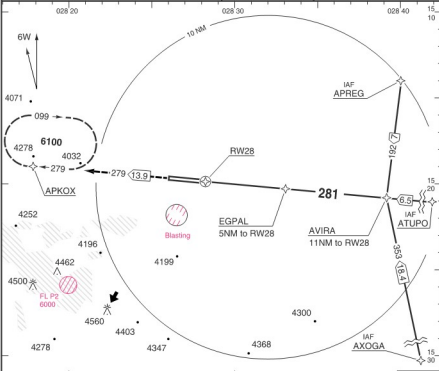 028 20
028 30
028 40
15
10
6W
10 NM
IAF
APREG
4071
099
6100
4278
4032
279
APKOX
279
13.9
RW28
192
7
281
EGPAL
5NM to RW28
AVIRA
11NM to RW28
6.5
15
20
IAF
ATUPO
4252
Blasting
4196
4199
4462
4500
FL P2
6000
4560
353
18.4
4300
4403
4278
4347
4368
IAF
AXOGA
15
30